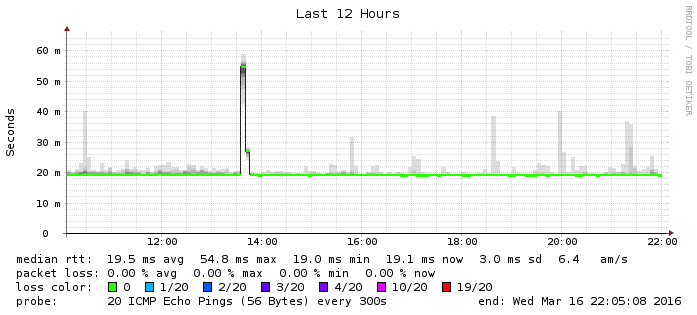 Last 12 Hours
RRDTOOL / TOBI OETIKER
Seconds
60 m
50 m
40 m
30 m
20 m
10 m
0
12:00 14:00 16:00 18:00 20:00 22:00
median rtt: 19.5 ms avg 54.8 ms max 19.0 ms min 19.1 ms now 3.0 ms sd 6.4 am/s
packet loss: 0.00 % avg 0.00 % max 0.00 % min 0.00 % now
loss color: 0 1/20 2/20 3/20 4/20 10/20 19/20
probe: 20 ICMP Echo Pings (56 Bytes) every 300s end: Wed Mar 16 22:05:08 2016